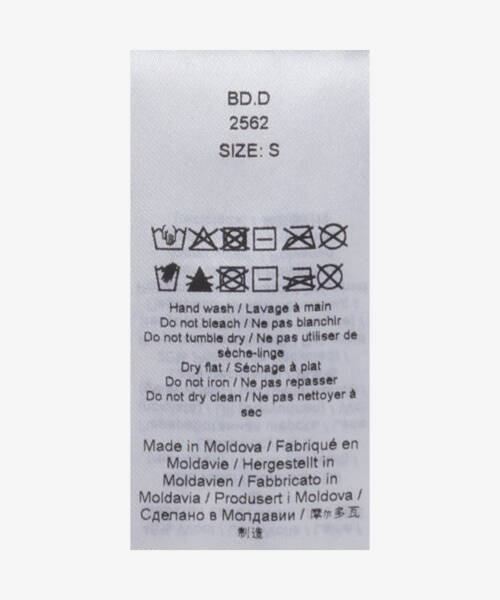 BD.D
2562
SIZE: S
Hand wash / Lavage à main
Do not bleach / Ne pas blanchir
Do not tumble dry / Ne pas utiliser de
sèche-linge
Dry flat / Séchage à plat
Do not iron / Ne pas repasser
Do not dry clean / Ne pas nettoyer à
sec
Made in Moldova / Fabriqué en
Moldavie / Hergestellt in
Moldavien / Fabbricato in
Moldavia / Produsert i Moldova /
Сделано в Молдавии / 摩尔多瓦
制造